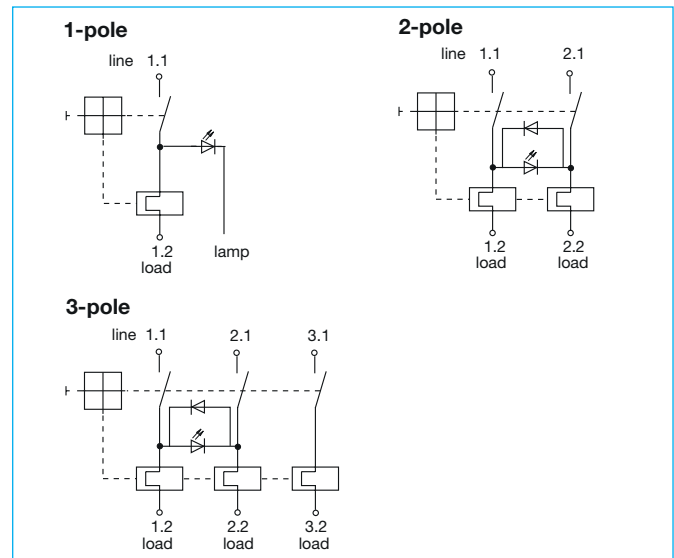 1-pole
line 1.1
1.2
load
lamp
2-pole
line 1.1 2.1
1.2 2.2
load load
3-pole
line 1.1 2.1 3.1
1.2 2.2 3.2
load load load